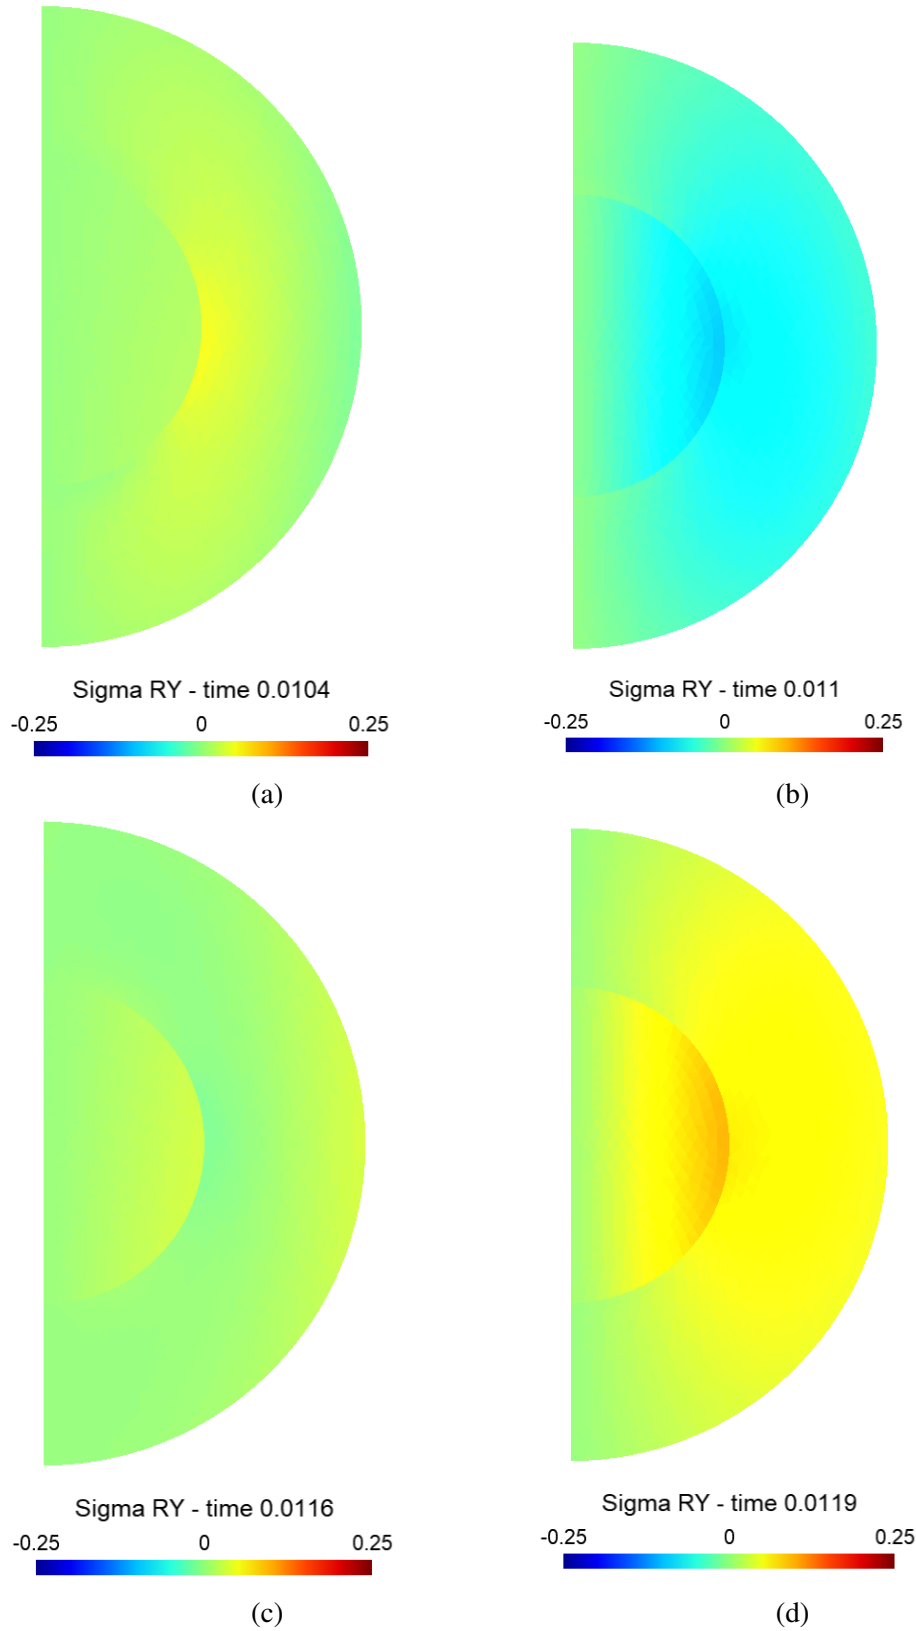 Sigma RY - time 0.0104
-0.25 0 0.25
(a)
Sigma RY - time 0.011
-0.25 0 0.25
(b)
Sigma RY - time 0.0116
-0.25 0 0.25
(c)
Sigma RY - time 0.0119
-0.25 0 0.25
(d)